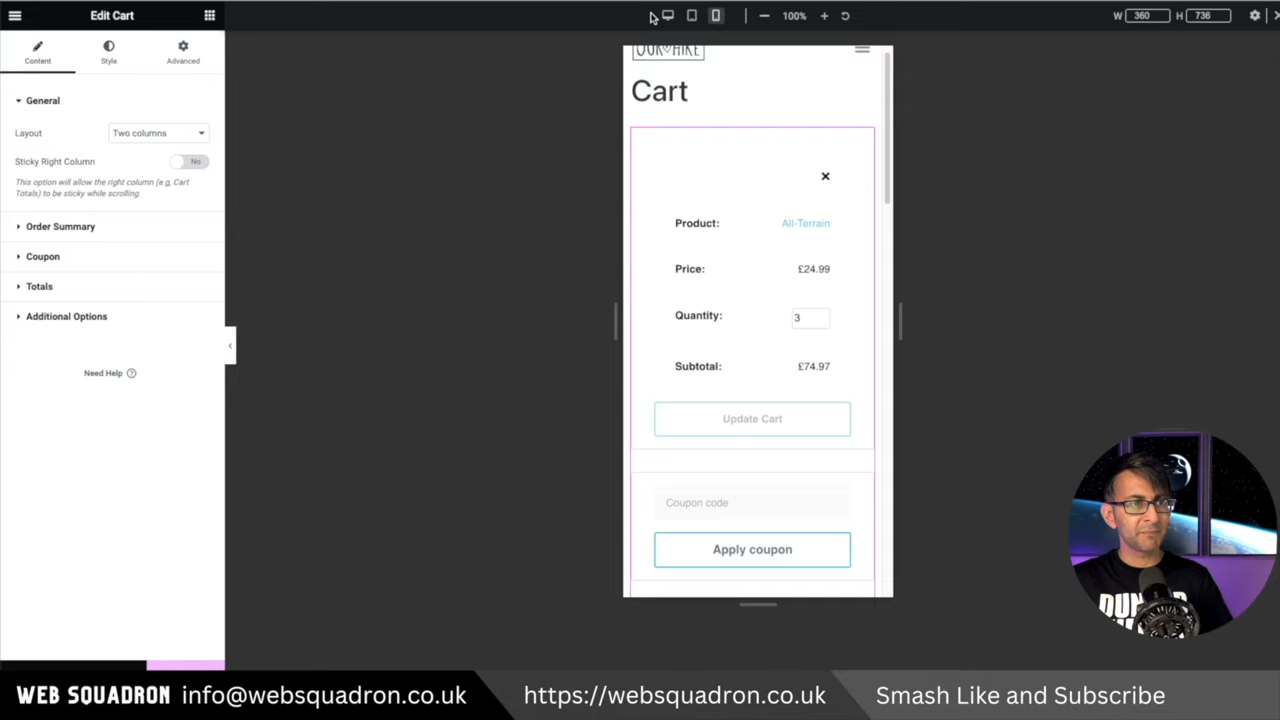 Edit Cart
100%
W 360 H 736
Content Style Advanced
General
Layout Two columns
Sticky Right Column No
This option will allow the right column (e.g, Cart
Totals) to be sticky while scrolling.
Order Summary
Coupon
Totals
Additional Options
Need Help ?
Cart
Product: All-Terrain
Price: £24.99
Quantity: 3
Subtotal: £74.97
Update Cart
Coupon code
Apply coupon
WEB SQUADRON info@websquadron.co.uk https://websquadron.co.uk Smash Like and Subscribe